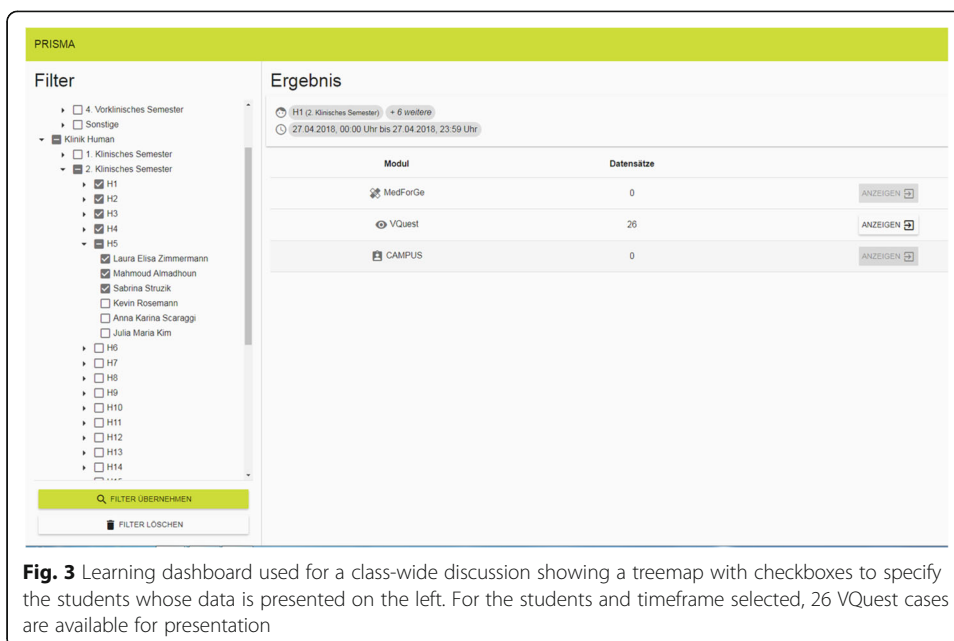 PRISMA
Filter
4. Vorklinisches Semester
Sonstige
Klinik Human
1. Klinisches Semester
2. Klinisches Semester
H1
H2
H3
H4
H5
Laura Elisa Zimmermann
Mahmoud Almadhoun
Sabrina Struzik
Kevin Rosemann
Anna Karina Scaraggi
Julia Maria Kim
H6
H7
H8
H9
H10
H11
H12
H13
H14
FILTER ÜBERNEHMEN
FILTER LÖSCHEN
Ergebnis
H1 (2. Klinisches Semester) + 6 weitere
27.04.2018, 00:00 Uhr bis 27.04.2018, 23:59 Uhr
Modul Datensätze
MedForGe 0 ANZEIGEN
VQuest 26 ANZEIGEN
CAMPUS 0 ANZEIGEN
Fig. 3 Learning dashboard used for a class-wide discussion showing a treemap with checkboxes to specify
the students whose data is presented on the left. For the students and timeframe selected, 26 VQuest cases
are available for presentation